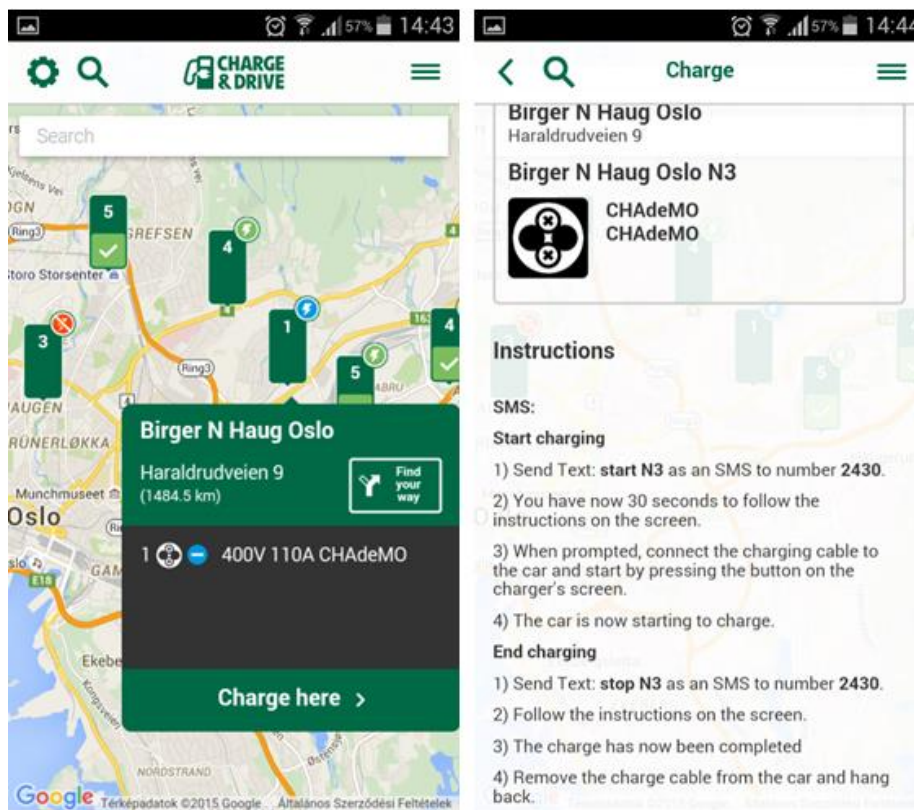 57% 14:43
CHARGE
& DRIVE
Search
Kjelsens Vei
OGN
Ring3
5
GREFSEN
4
4
Storo Storsenter
163
1
4
3
Ring3
5
ABRU
AUGEN
RÜNERLØKKA
Birger N Haug Oslo
Haraldrudveien 9
(1484.5 km)
Find
your
way
Munchmuseet
Oslo
1 400V 110A CHAdeMO
E18
GAM
Ekebe
Kongsveien
Charge here >
NORDSTRAND
Google Térképadatok ©2015 Google Általános Szerződési Feltételek
57% 14:44
Charge
Birger N Haug Oslo
Haraldrudveien 9
Birger N Haug Oslo N3
CHAdeMO
CHAdeMO
Instructions
SMS:
Start charging
1) Send Text: start N3 as an SMS to number 2430.
2) You have now 30 seconds to follow the
instructions on the screen.
3) When prompted, connect the charging cable to
the car and start by pressing the button on the
charger's screen.
4) The car is now starting to charge.
End charging
1) Send Text: stop N3 as an SMS to number 2430.
2) Follow the instructions on the screen.
3) The charge has now been completed
4) Remove the charge cable from the car and hang
back.